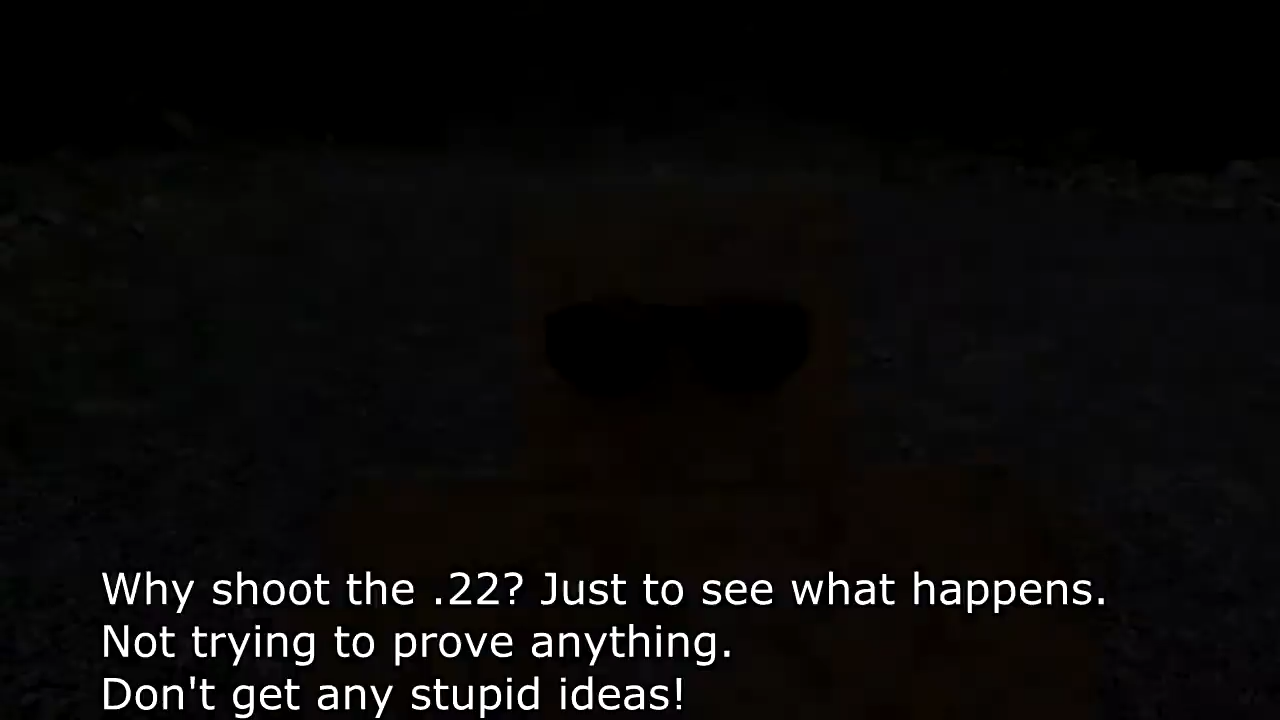 Why shoot the .22? Just to see what happens.
Not trying to prove anything.
Don't get any stupid ideas!